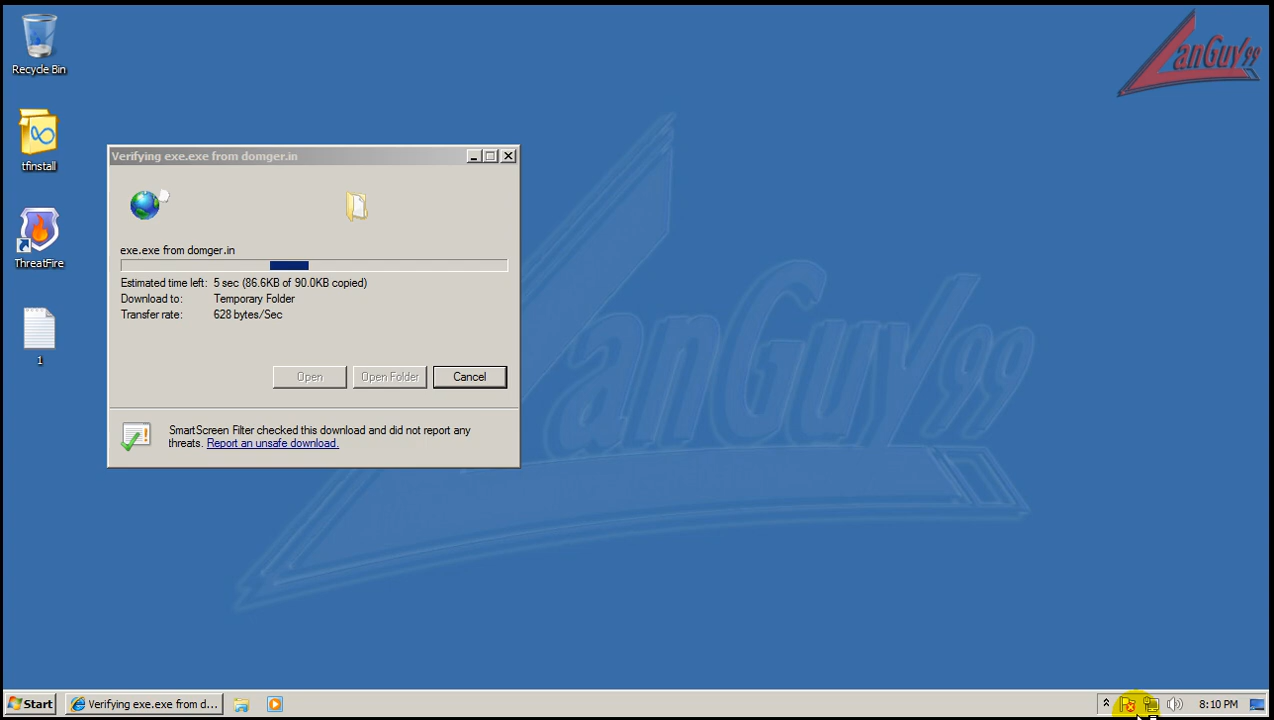 Recycle Bin
tfinstall
ThreatFire
1
LanGuy99
Verifying exe.exe from domger.in
exe.exe from domger.in
Estimated time left: 5 sec (86.6KB of 90.0KB copied)
Download to: Temporary Folder
Transfer rate: 628 bytes/Sec
Open
Open Folder
Cancel
SmartScreen Filter checked this download and did not report any
threats. Report an unsafe download.
LanGuy99
Start
Verifying exe.exe from d...
8:10 PM